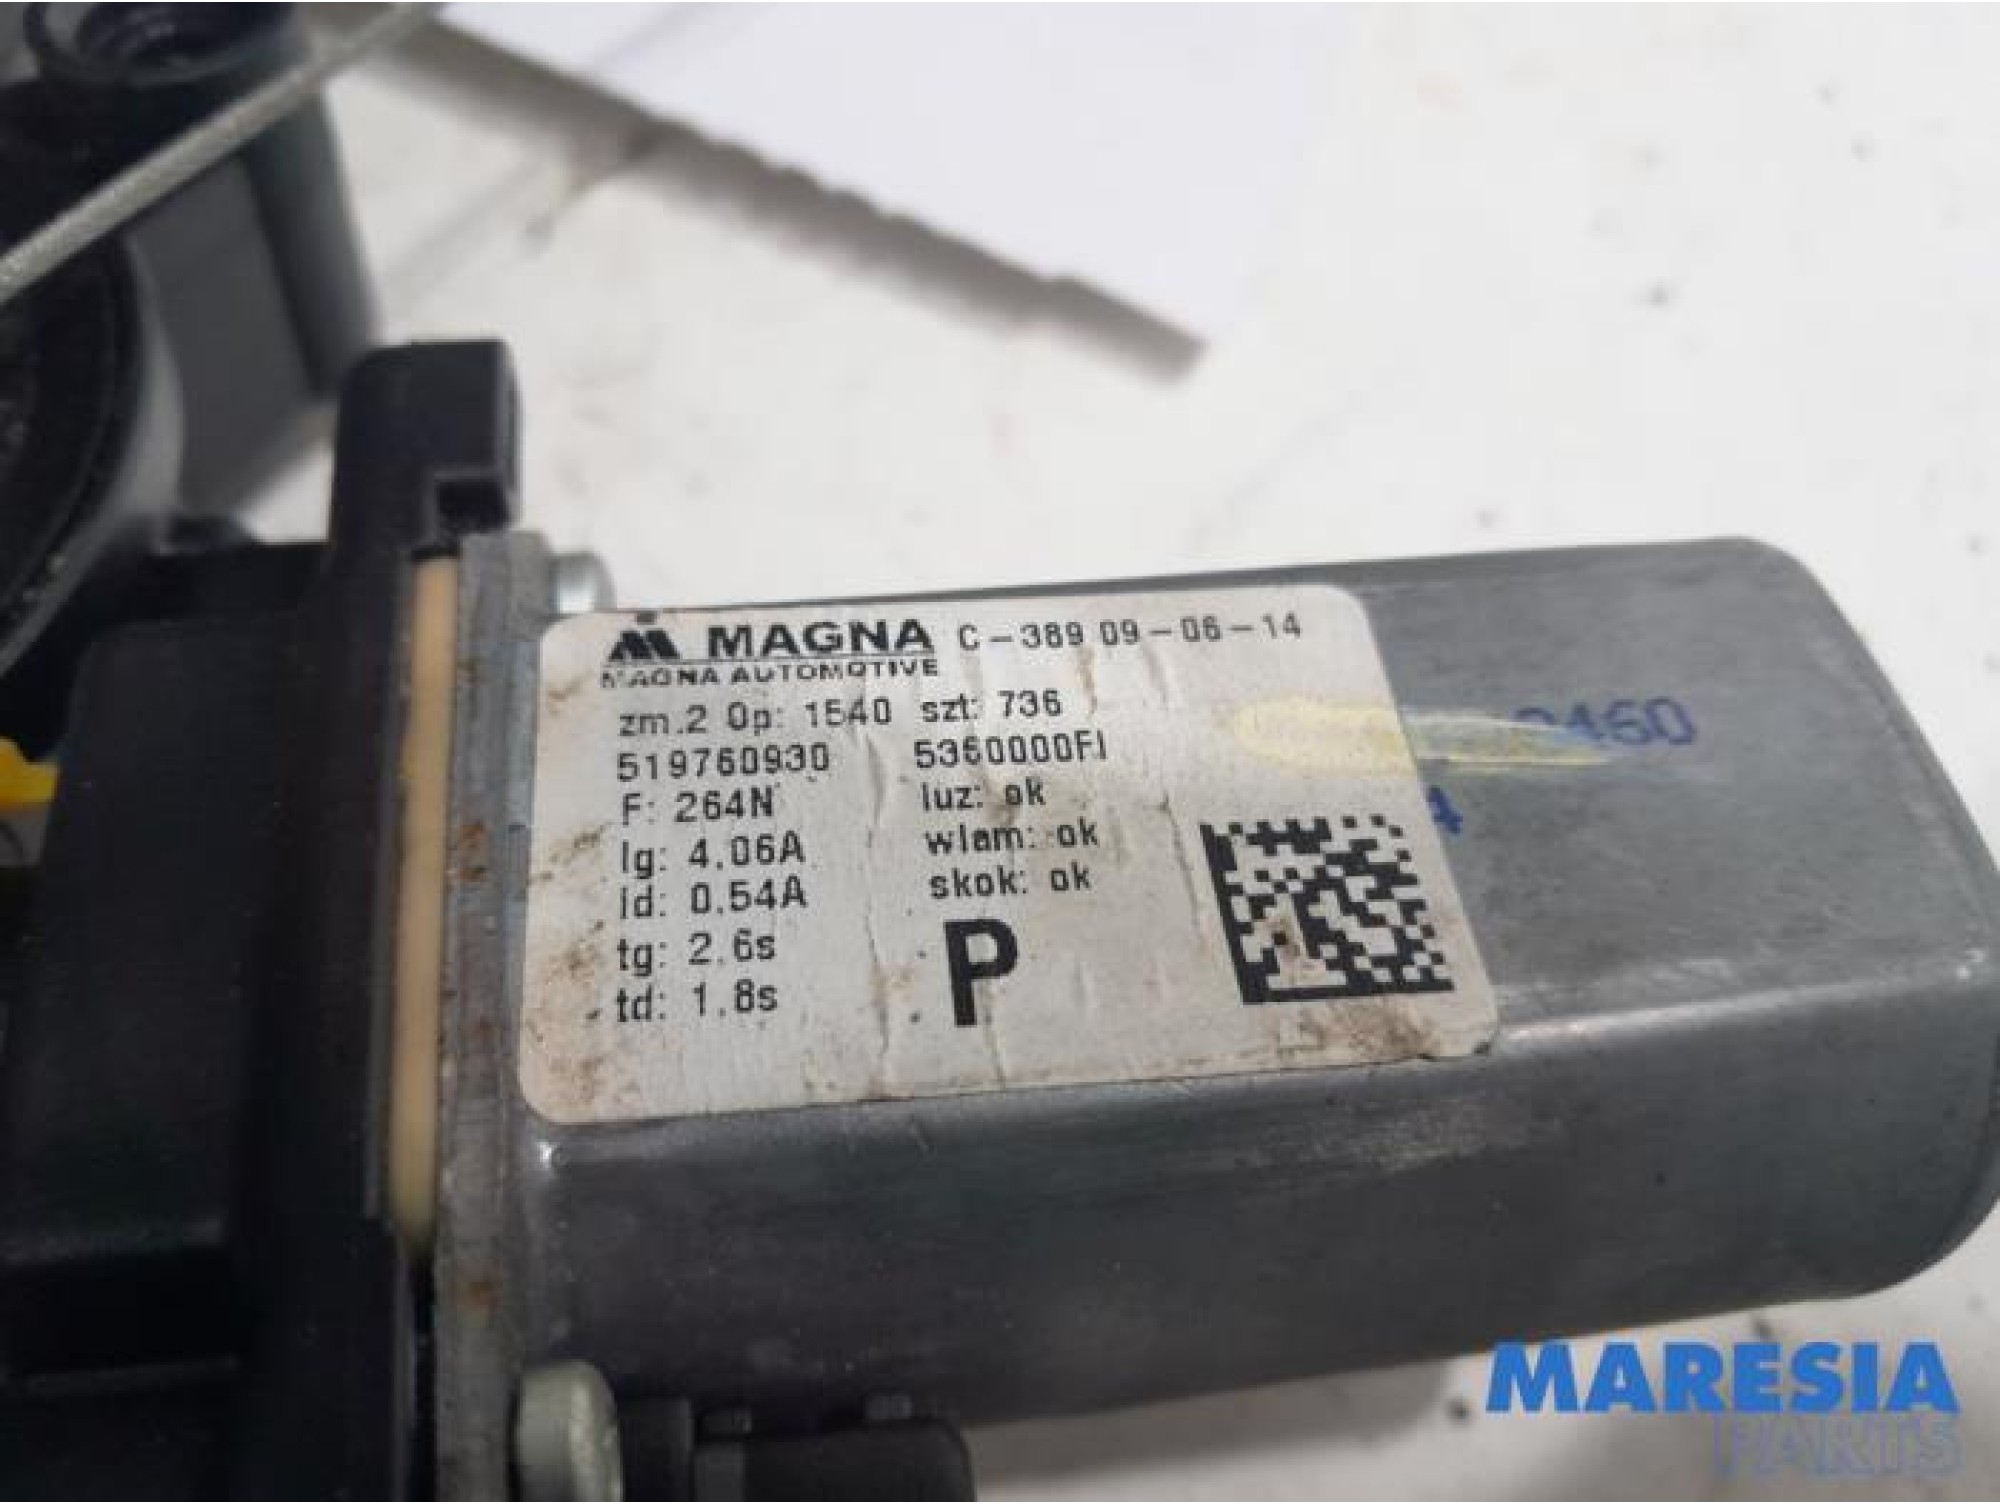 MAGNA C-389 09-06-14
MAGNA AUTOMOTIVE
zm.2 Op: 1540 szt: 736
519760930 5360000FI
F: 264N luz: ok
Ig: 4.06A wlam: ok
Id: 0.54A skok: ok
tg: 2.6s P
td: 1.8s
MARESIA
PARTS